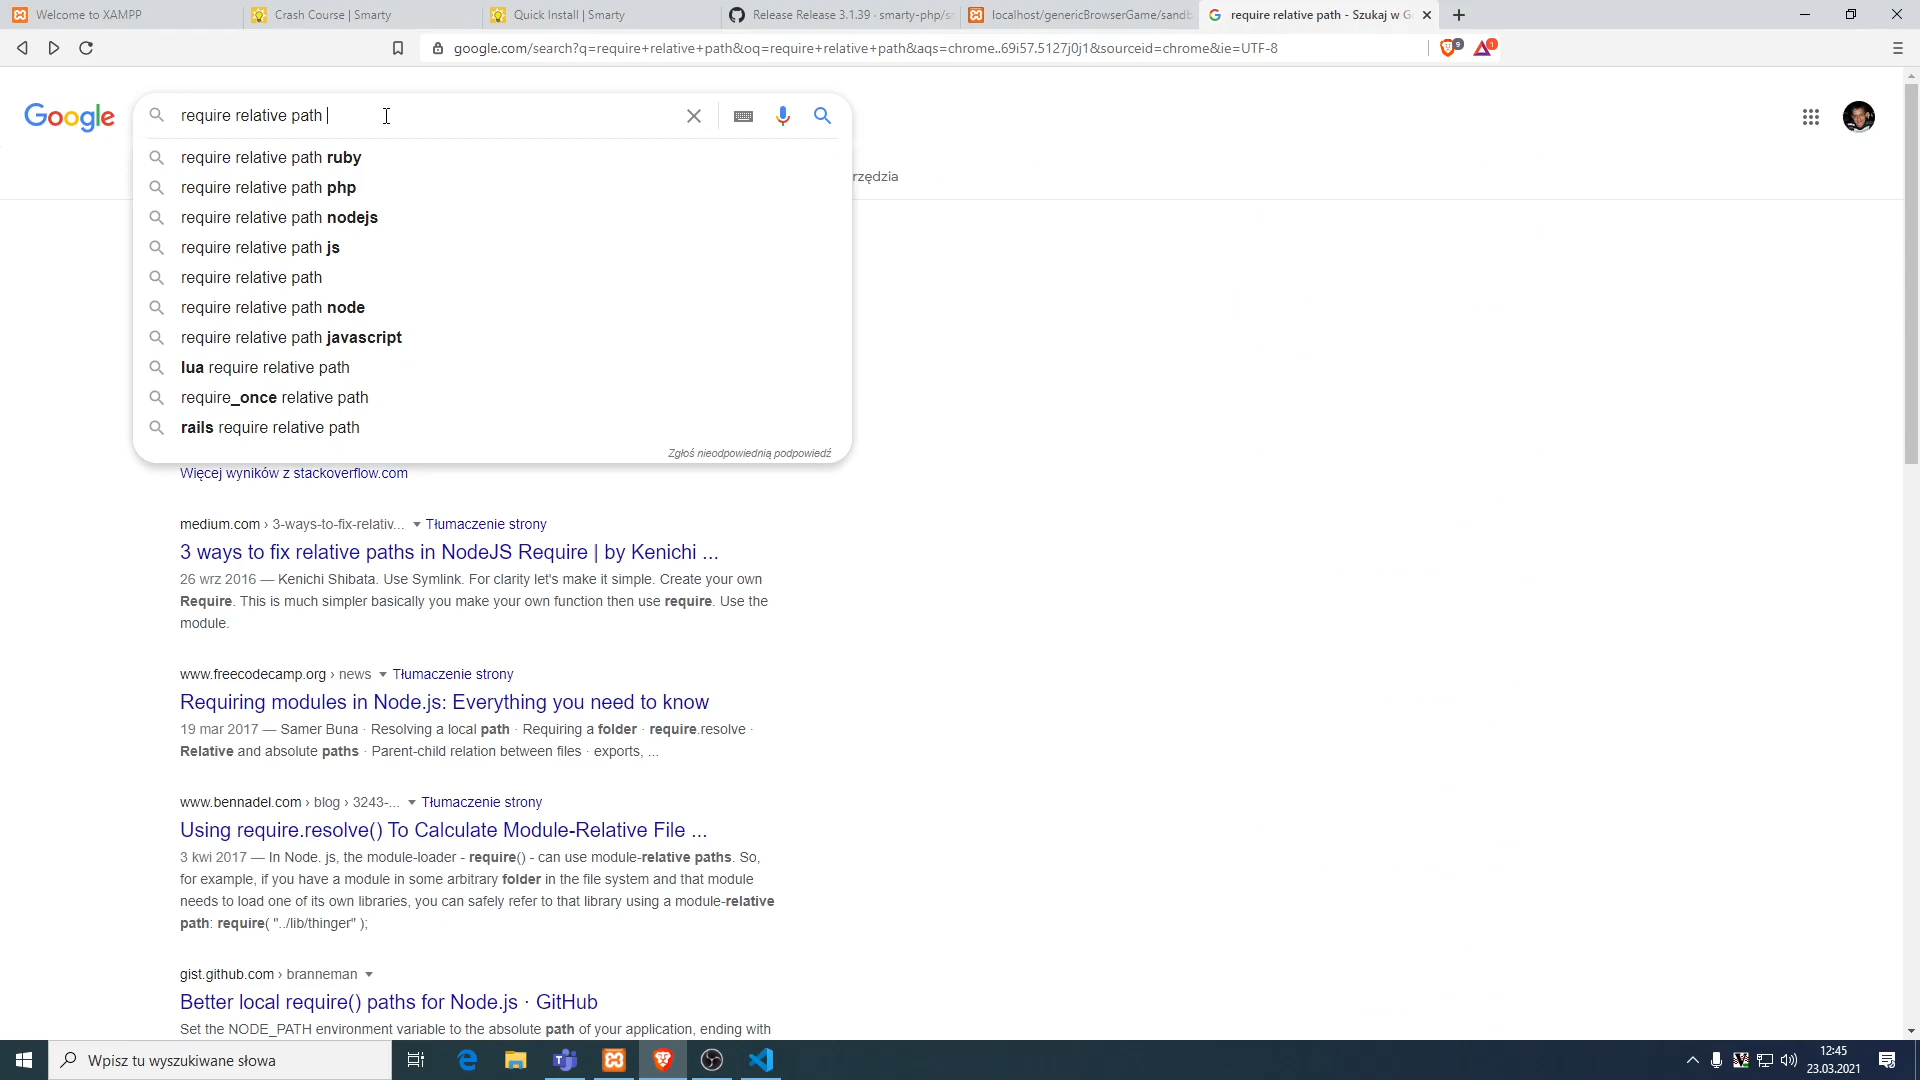 Welcome to XAMPP
Crash Course | Smarty
Quick Install | Smarty
Release Release 3.1.39 · smarty-php/sm
localhost/genericBrowserGame/sandb
require relative path - Szukaj w G
google.com/search?q=require+relative+path&oq=require+relative+path&aqs=chrome..69i57.5127j0j1&sourceid=chrome&ie=UTF-8
9
1
Google
require relative path
require relative path ruby
require relative path php
require relative path nodejs
require relative path js
require relative path
require relative path node
require relative path javascript
lua require relative path
require_once relative path
rails require relative path
Zgłoś nieodpowiednią podpowiedź
rzędzia
Więcej wyników z stackoverflow.com
medium.com › 3-ways-to-fix-relativ... Tłumaczenie strony
3 ways to fix relative paths in NodeJS Require | by Kenichi ...
26 wrz 2016 — Kenichi Shibata. Use Symlink. For clarity let's make it simple. Create your own
Require. This is much simpler basically you make your own function then use require. Use the
module.
www.freecodecamp.org › news Tłumaczenie strony
Requiring modules in Node.js: Everything you need to know
19 mar 2017 — Samer Buna · Resolving a local path · Requiring a folder · require.resolve ·
Relative and absolute paths · Parent-child relation between files · exports, ...
www.bennadel.com › blog › 3243-... Tłumaczenie strony
Using require.resolve() To Calculate Module-Relative File ...
3 kwi 2017 — In Node. js, the module-loader - require() - can use module-relative paths. So,
for example, if you have a module in some arbitrary folder in the file system and that module
needs to load one of its own libraries, you can safely refer to that library using a module-relative
path: require( "../lib/thinger" );
gist.github.com › branneman
Better local require() paths for Node.js · GitHub
Set the NODE_PATH environment variable to the absolute path of your application, ending with
Wpisz tu wyszukiwane słowa
12:45
23.03.2021